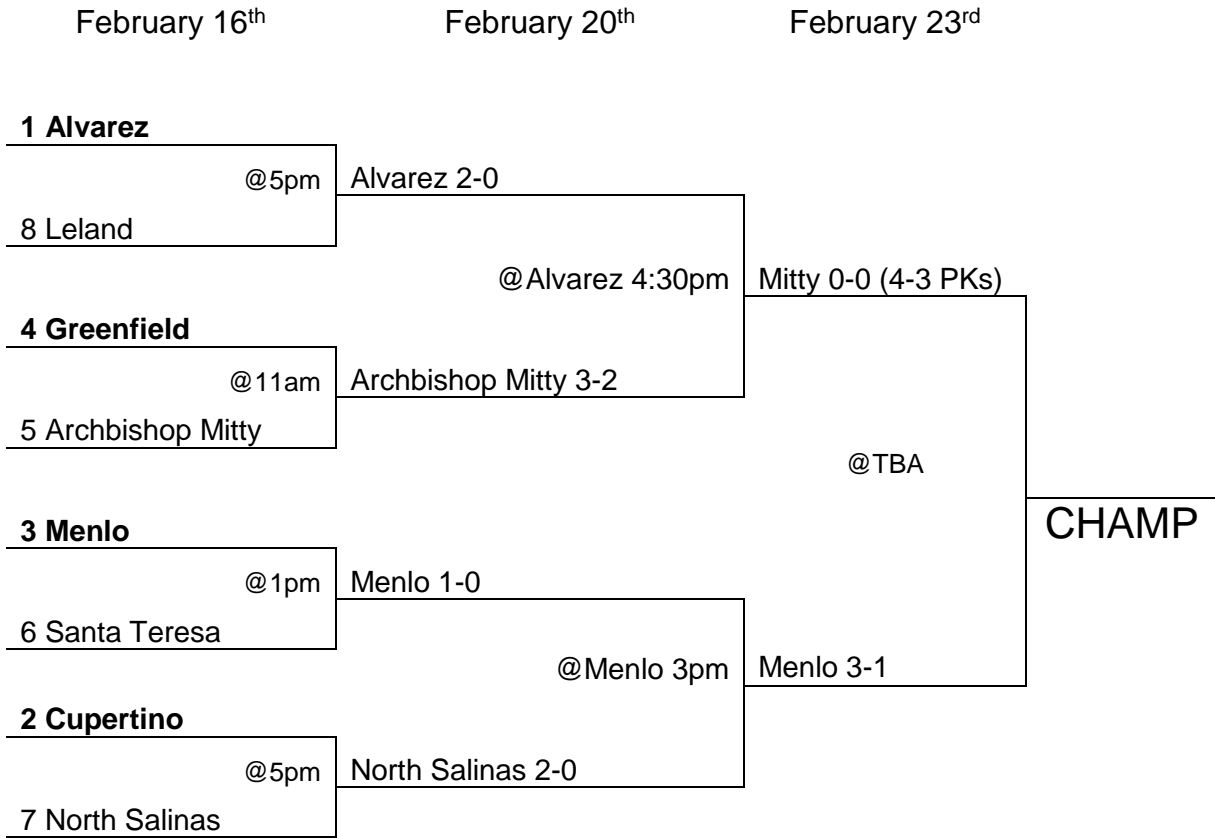 February 16th February 20th February 23rd
1 Alvarez
@5pm Alvarez 2-0
8 Leland
@Alvarez 4:30pm Mitty 0-0 (4-3 PKs)
4 Greenfield
@11am Archbishop Mitty 3-2
5 Archbishop Mitty
@TBA
3 Menlo
CHAMP
@1pm Menlo 1-0
6 Santa Teresa
@Menlo 3pm Menlo 3-1
2 Cupertino
@5pm North Salinas 2-0
7 North Salinas